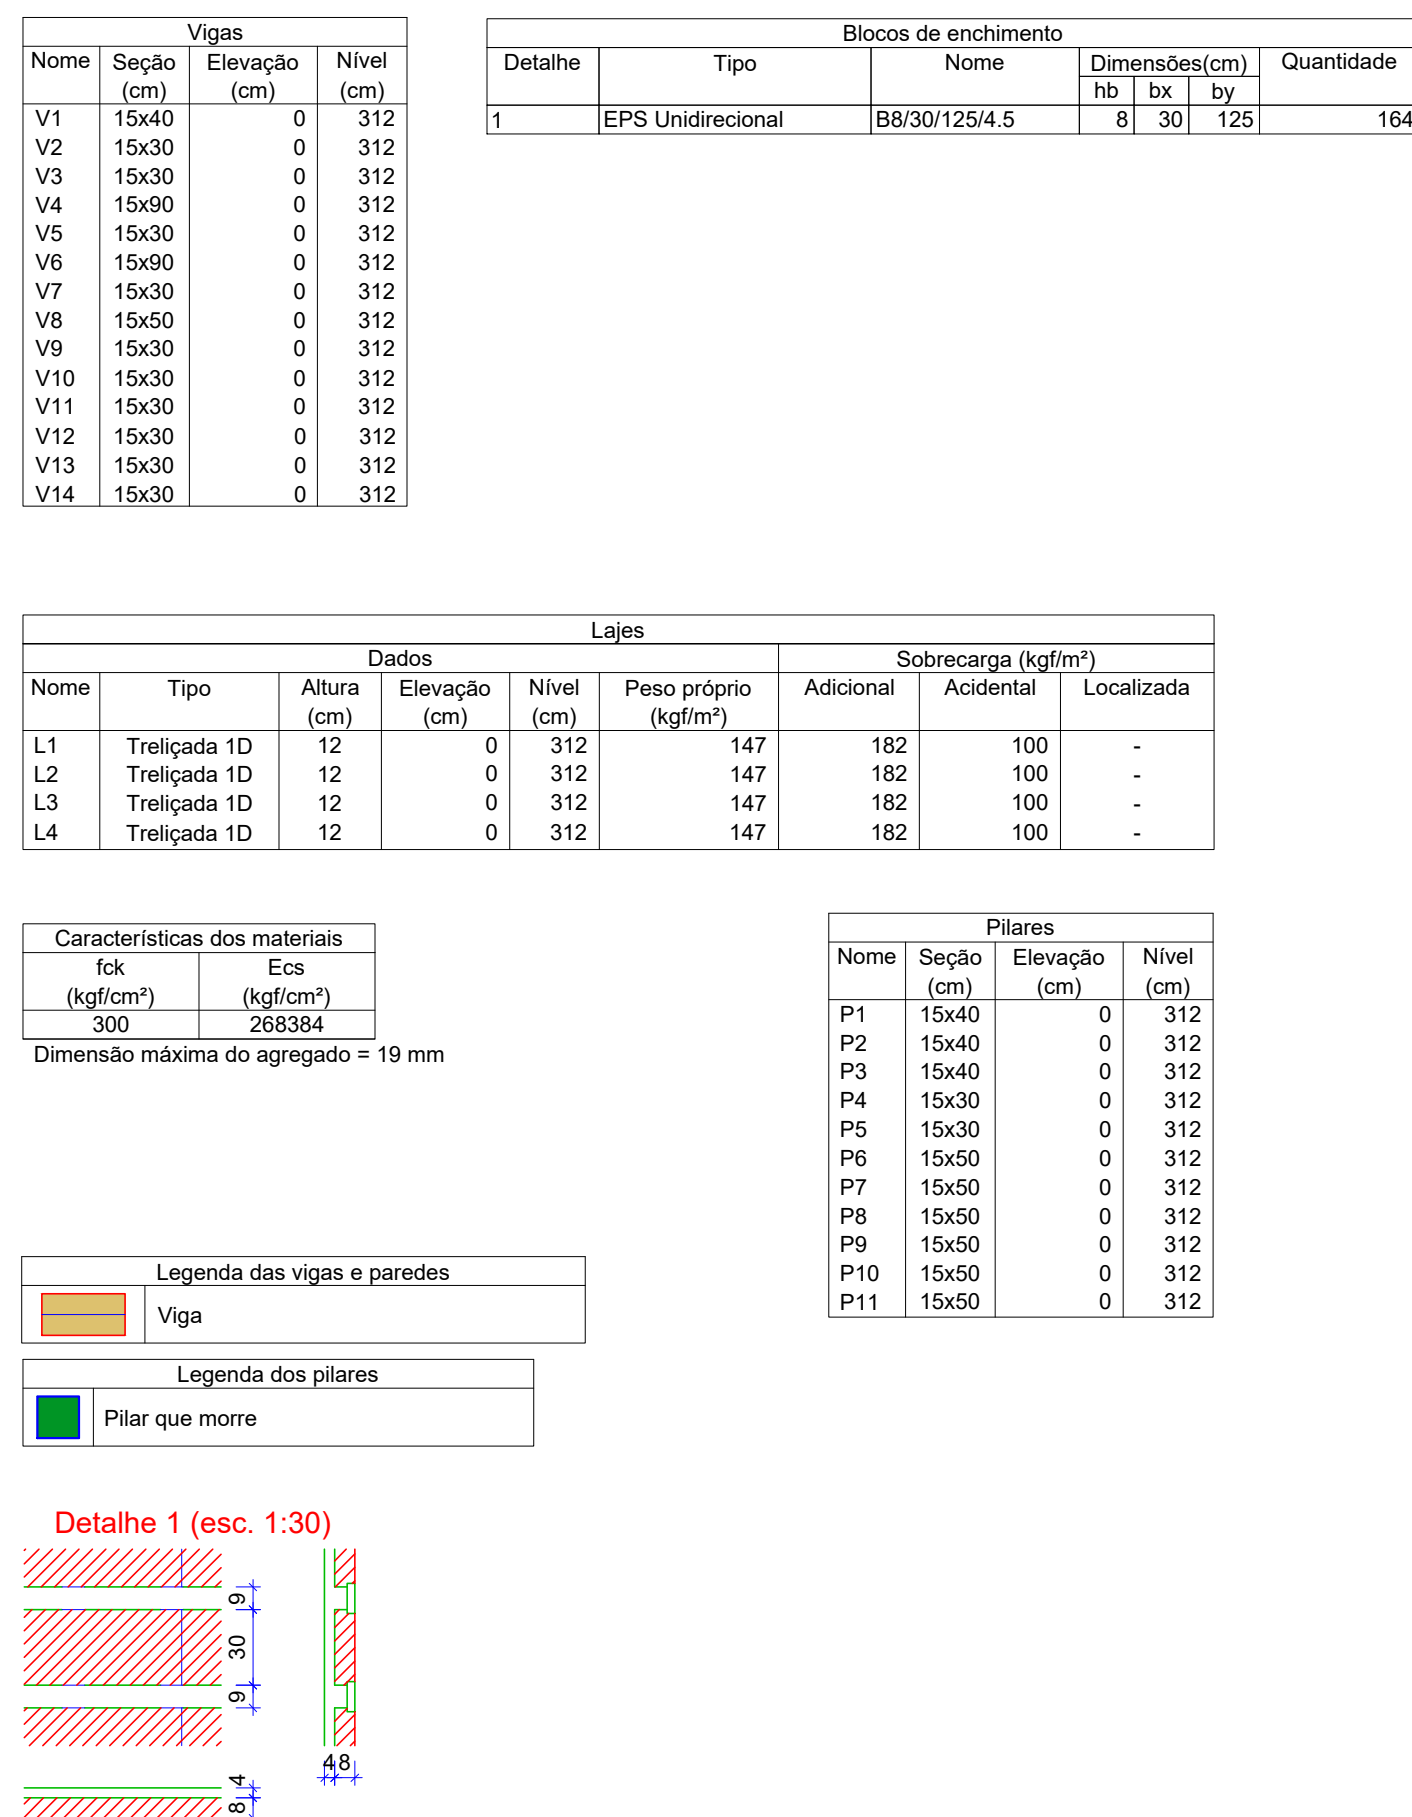 Vigas
Nome Seção (cm) Elevação (cm) Nível (cm)
V1 15x40 0 312
V2 15x30 0 312
V3 15x30 0 312
V4 15x90 0 312
V5 15x30 0 312
V6 15x90 0 312
V7 15x30 0 312
V8 15x50 0 312
V9 15x30 0 312
V10 15x30 0 312
V11 15x30 0 312
V12 15x30 0 312
V13 15x30 0 312
V14 15x30 0 312
Blocos de enchimento
Detalhe Tipo Nome Dimensões(cm) Quantidade
hb bx by
1 EPS Unidirecional B8/30/125/4.5 8 30 125 164
Lajes
Dados Sobrecarga (kgf/m²)
Nome Tipo Altura (cm) Elevação (cm) Nível (cm) Peso próprio (kgf/m²) Adicional Acidental Localizada
L1 Treliçada 1D 12 0 312 147 182 100 -
L2 Treliçada 1D 12 0 312 147 182 100 -
L3 Treliçada 1D 12 0 312 147 182 100 -
L4 Treliçada 1D 12 0 312 147 182 100 -
Características dos materiais
fck (kgf/cm²) Ecs (kgf/cm²)
300 268384
Dimensão máxima do agregado = 19 mm
Pilares
Nome Seção (cm) Elevação (cm) Nível (cm)
P1 15x40 0 312
P2 15x40 0 312
P3 15x40 0 312
P4 15x30 0 312
P5 15x30 0 312
P6 15x50 0 312
P7 15x50 0 312
P8 15x50 0 312
P9 15x50 0 312
P10 15x50 0 312
P11 15x50 0 312
Legenda das vigas e paredes
Viga
Legenda dos pilares
Pilar que morre
Detalhe 1 (esc. 1:30)
9
30
9
4 8
4
8